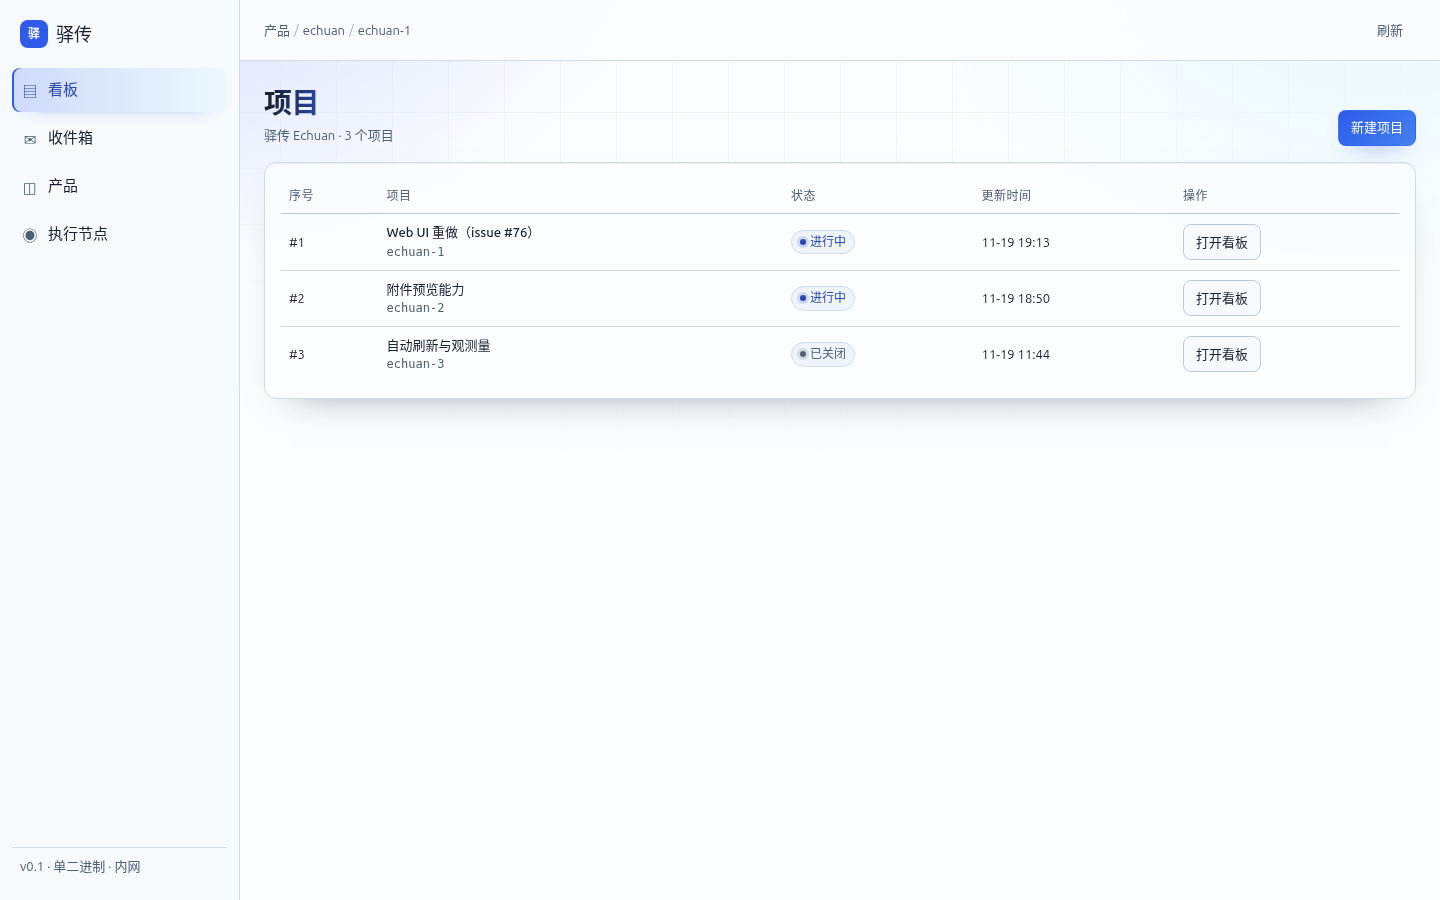 驿 驿传
看板
收件箱
产品
执行节点
v0.1 · 单二进制 · 内网
产品 / echuan / echuan-1
刷新
项目
驿传 Echuan · 3 个项目
新建项目
序号 项目 状态 更新时间 操作
#1 Web UI 重做（issue #76） 进行中 11-19 19:13 打开看板
echuan-1
#2 附件预览能力 进行中 11-19 18:50 打开看板
echuan-2
#3 自动刷新与观测量 已关闭 11-19 11:44 打开看板
echuan-3